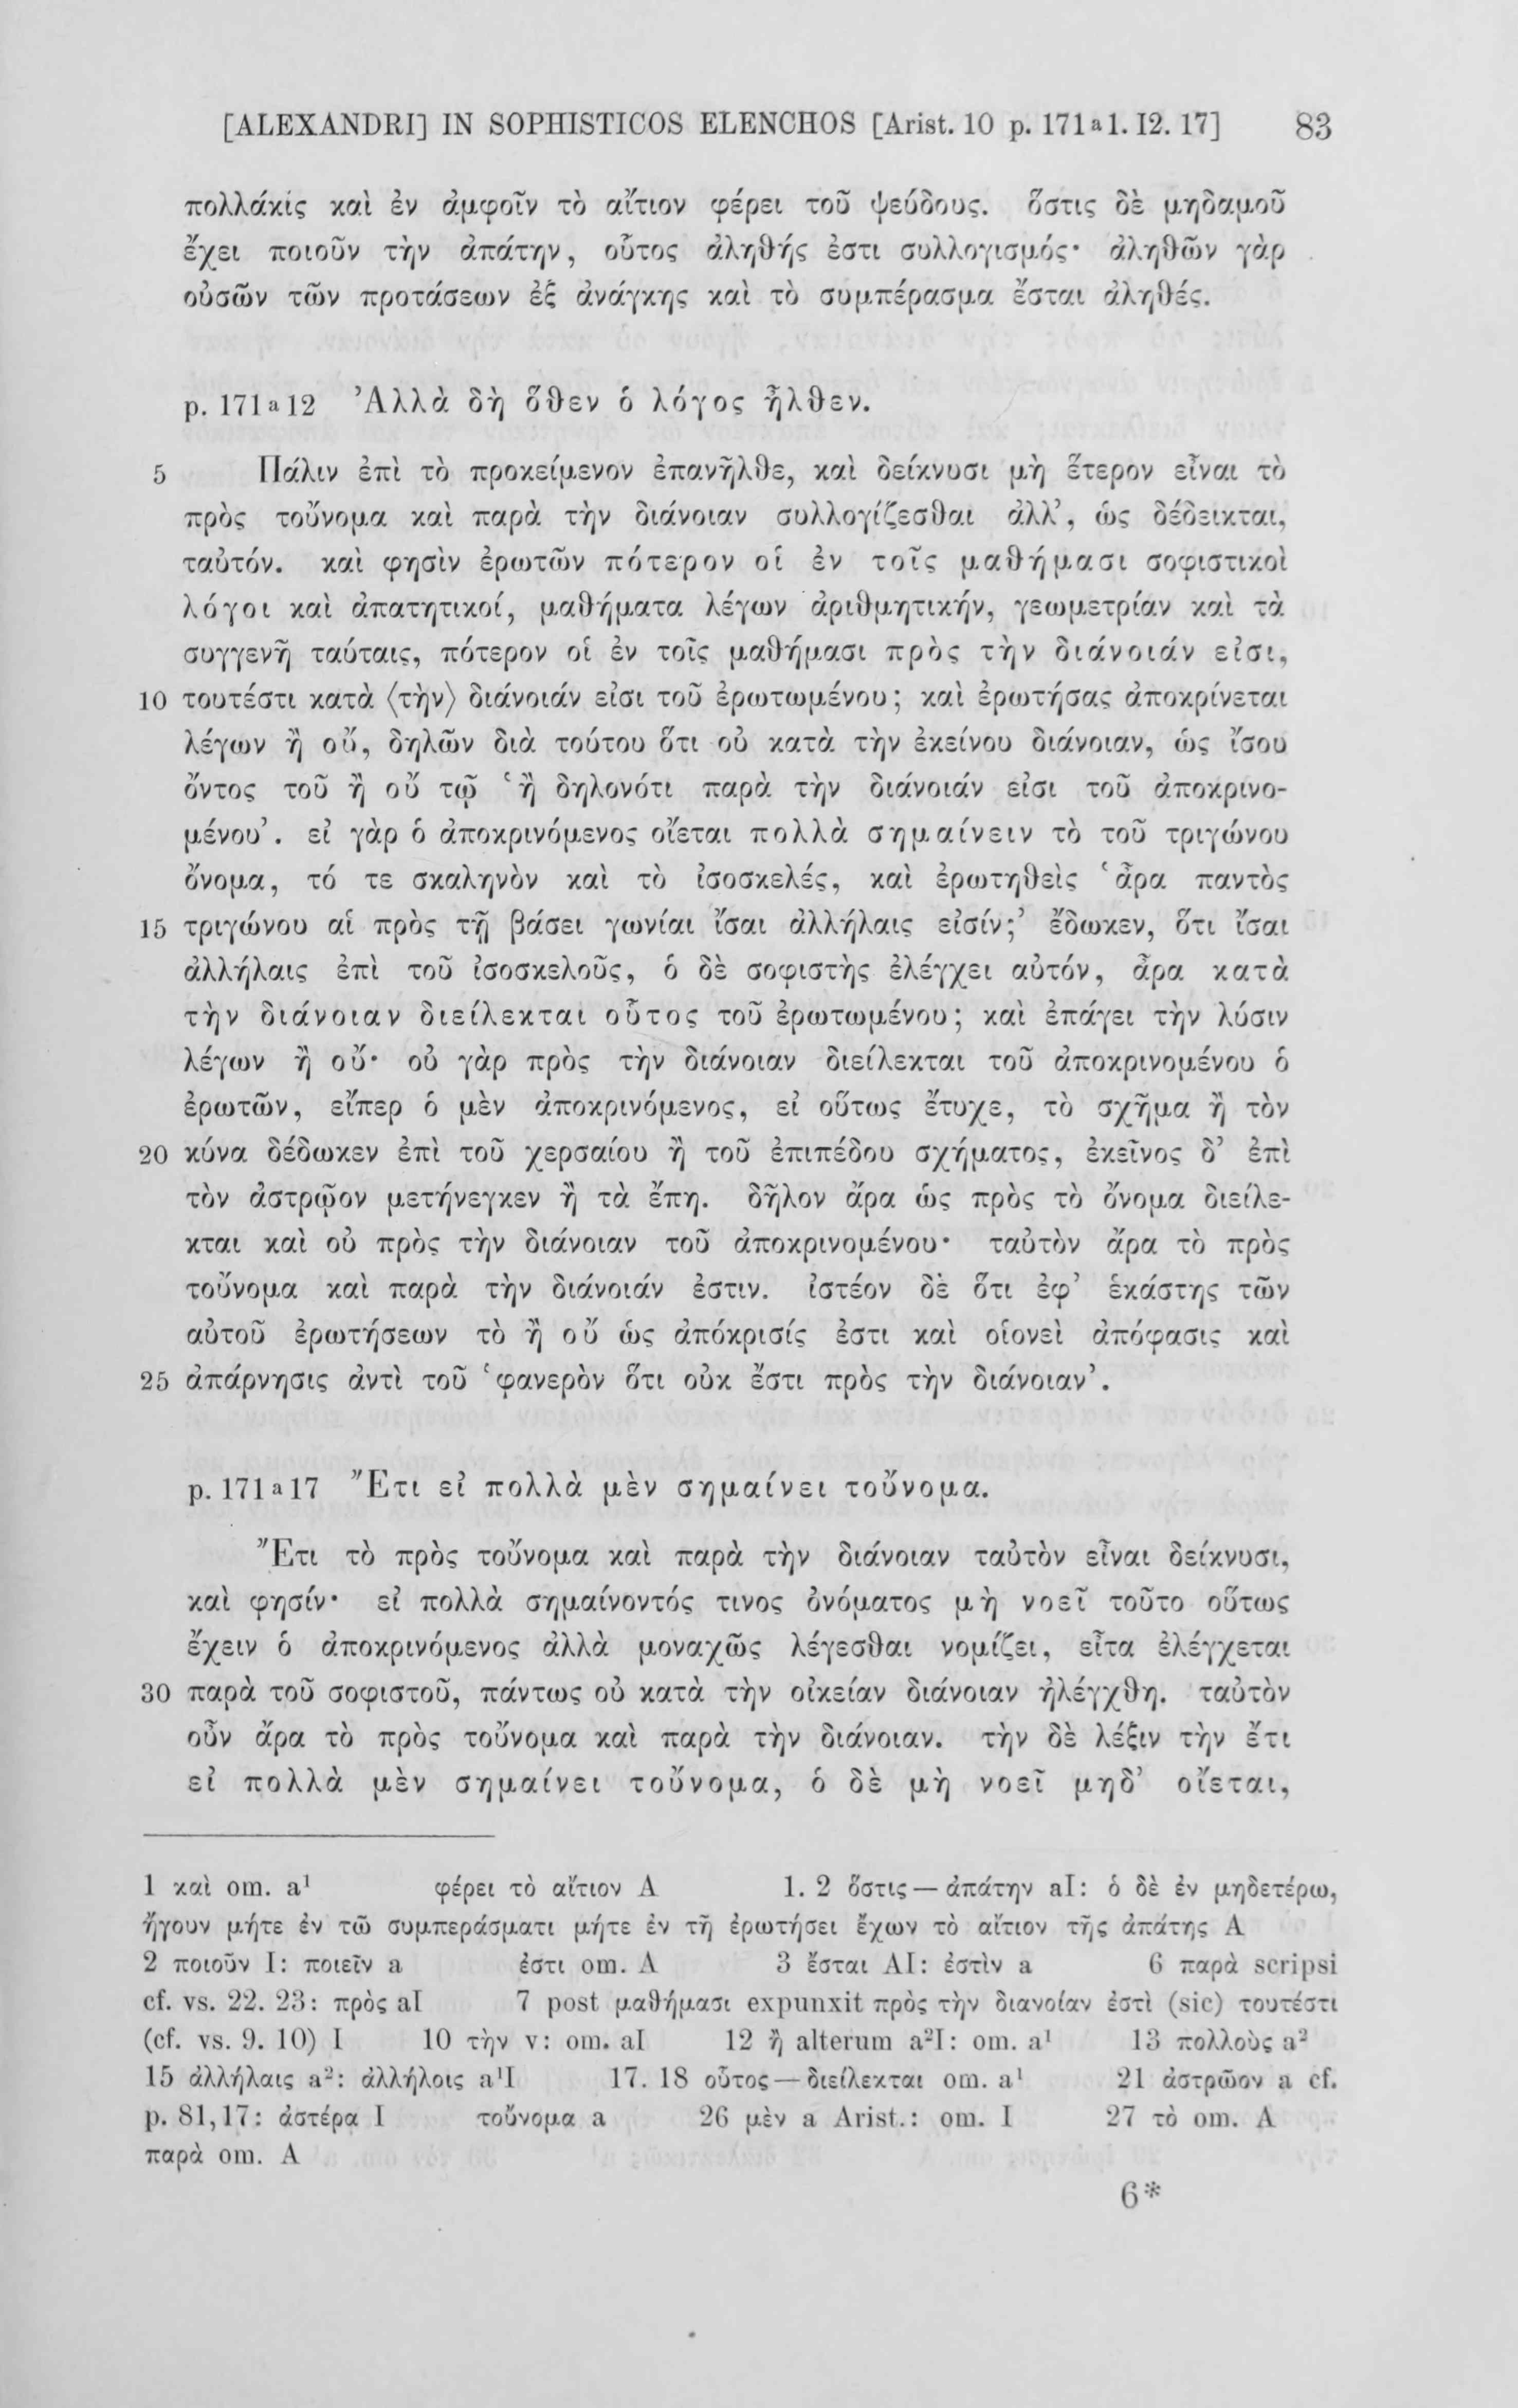 [ALEXANDRI] IN SOPHISTICOS ELENCHOS [Arist. 10 p. 171a1. 12. 17] 83
πολλάκις καὶ ἐν ἀμφοῖν τὸ αἴτιον φέρει τοῦ ψεύδους. ὅστις δὲ μηδαμοῦ
ἔχει ποιοῦν τὴν ἀπάτην, οὗτος ἀληθής ἐστι συλλογισμός· ἀληθῶν γὰρ
οὐσῶν τῶν προτάσεων ἐξ ἀνάγκης καὶ τὸ συμπέρασμα ἔσται ἀληθές.
p. 171a12 Ἀλλὰ δὴ ὅθεν ὁ λόγος ἦλθεν.
5 Πάλιν ἐπὶ τὸ προκείμενον ἐπανῆλθε, καὶ δείκνυσι μὴ ἕτερον εἶναι τὸ
πρὸς τοὔνομα καὶ παρὰ τὴν διάνοιαν συλλογίζεσθαι ἀλλ’, ὡς δέδεικται,
ταὐτόν. καὶ φησὶν ἐρωτῶν πότερον οἱ ἐν τοῖς μαθήμασι σοφιστικοὶ
λόγοι καὶ ἀπατητικοί, μαθήματα λέγων ἀριθμητικήν, γεωμετρίαν καὶ τὰ
συγγενῆ ταύταις, πότερον οἱ ἐν τοῖς μαθήμασι πρὸς τὴν διάνοιάν εἰσι,
10 τουτέστι κατὰ ⟨τὴν⟩ διάνοιάν εἰσι τοῦ ἐρωτωμένου; καὶ ἐρωτήσας ἀποκρίνεται
λέγων ἢ οὔ, δηλῶν διὰ τούτου ὅτι οὐ κατὰ τὴν ἐκείνου διάνοιαν, ὡς ἴσου
ὄντος τοῦ ἢ οὔ τῷ ‘ἢ δηλονότι παρὰ τὴν διάνοιάν εἰσι τοῦ ἀποκρινο-
μένου’. εἰ γὰρ ὁ ἀποκρινόμενος οἴεται πολλὰ σημαίνειν τὸ τοῦ τριγώνου
ὄνομα, τό τε σκαληνὸν καὶ τὸ ἰσοσκελές, καὶ ἐρωτηθεὶς ‘ἆρα παντὸς
15 τριγώνου αἱ πρὸς τῇ βάσει γωνίαι ἴσαι ἀλλήλαις εἰσίν;’ ἔδωκεν, ὅτι ἴσαι
ἀλλήλαις ἐπὶ τοῦ ἰσοσκελοῦς, ὁ δὲ σοφιστὴς ἐλέγχει αὐτόν, ἆρα κατὰ
τὴν διάνοιαν διείλεκται οὗτος τοῦ ἐρωτωμένου; καὶ ἐπάγει τὴν λύσιν
λέγων ἢ οὔ· οὐ γὰρ πρὸς τὴν διάνοιαν διείλεκται τοῦ ἀποκρινομένου ὁ
ἐρωτῶν, εἴπερ ὁ μὲν ἀποκρινόμενος, εἰ οὕτως ἔτυχε, τὸ σχῆμα ἢ τὸν
20 κύνα δέδωκεν ἐπὶ τοῦ χερσαίου ἢ τοῦ ἐπιπέδου σχήματος, ἐκεῖνος δ’ ἐπὶ
τὸν ἀστρῷον μετήνεγκεν ἢ τὰ ἔπη. δῆλον ἄρα ὡς πρὸς τὸ ὄνομα διείλε-
κται καὶ οὐ πρὸς τὴν διάνοιαν τοῦ ἀποκρινομένου· ταὐτὸν ἄρα τὸ πρὸς
τοὔνομα καὶ παρὰ τὴν διάνοιάν ἐστιν. ἰστέον δὲ ὅτι ἐφ’ ἑκάστης τῶν
αὐτοῦ ἐρωτήσεων τὸ ἢ οὔ ὡς ἀπόκρισίς ἐστι καὶ οἱονεὶ ἀπόφασις καὶ
25 ἀπάρνησις ἀντὶ τοῦ ‘φανερὸν ὅτι οὐκ ἔστι πρὸς τὴν διάνοιαν’.
p. 171a17 Ἔτι εἰ πολλὰ μὲν σημαίνει τοὔνομα.
Ἔτι τὸ πρὸς τοὔνομα καὶ παρὰ τὴν διάνοιαν ταὐτὸν εἶναι δείκνυσι,
καὶ φησίν· εἰ πολλὰ σημαίνοντός τινος ὀνόματος μὴ νοεῖ τοῦτο οὕτως
ἔχειν ὁ ἀποκρινόμενος ἀλλὰ μοναχῶς λέγεσθαι νομίζει, εἶτα ἐλέγχεται
30 παρὰ τοῦ σοφιστοῦ, πάντως οὐ κατὰ τὴν οἰκείαν διάνοιαν ἠλέγχθη. ταὐτὸν
οὖν ἄρα τὸ πρὸς τοὔνομα καὶ παρὰ τὴν διάνοιαν. τὴν δὲ λέξιν τὴν ἔτι
εἰ πολλὰ μὲν σημαίνει τοὔνομα, ὁ δὲ μὴ νοεῖ μηδ’ οἴεται,
1 καὶ om. a¹ φέρει τὸ αἴτιον A 1. 2 ὅστις — ἀπάτην aI: ὁ δὲ ἐν μηδετέρω,
ἤγουν μήτε ἐν τῶ συμπεράσματι μήτε ἐν τῆ ἐρωτήσει ἔχων τὸ αἴτιον τῆς ἀπάτης A
2 ποιοῦν I: ποιεῖν a ἐστι om. A 3 ἔσται AI: ἐστὶν a 6 παρὰ scripsi
cf. vs. 22. 23: πρὸς aI 7 post μαθήμασι expunxit πρὸς τὴν διανοίαν ἐστὶ (sic) τουτέστι
(cf. vs. 9. 10) I 10 τὴν v: om. aI 12 ἢ alterum a²I: om. a¹ 13 πολλοὺς a²
15 ἀλλήλαις a²: ἀλλήλοις a¹I 17. 18 οὗτος — διείλεκται om. a¹ 21 ἀστρῶον a cf.
p. 81,17: ἀστέρα I τοὔνομα a 26 μὲν a Arist.: om. I 27 τὸ om. A
παρὰ om. A
6*